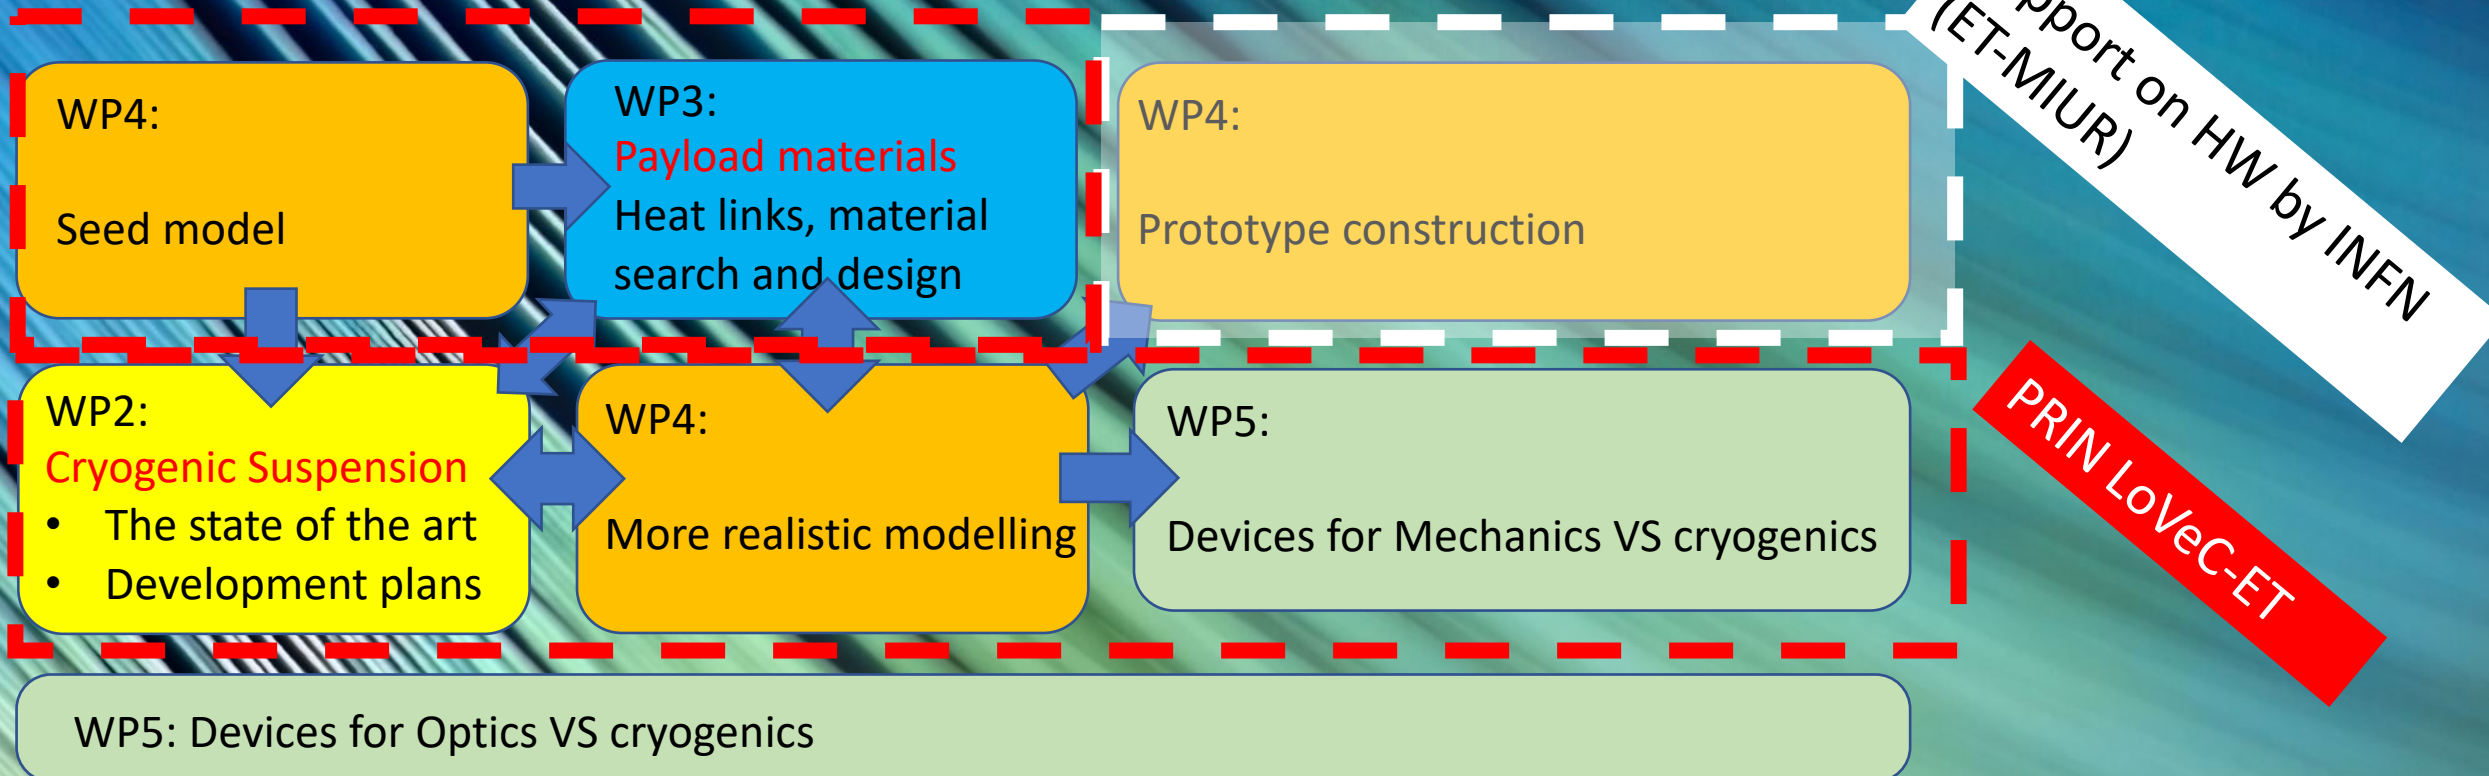 WP4:
Seed model
WP3:
Payload materials
Heat links, material
search and design
WP4:
Prototype construction
on HW by INFN
(ET-MIUR)
WP2:
Cryogenic Suspension
• The state of the art
• Development plans
WP4:
More realistic modelling
WP5:
Devices for Mechanics VS cryogenics
PRIN LoVeC-ET
WP5: Devices for Optics VS cryogenics